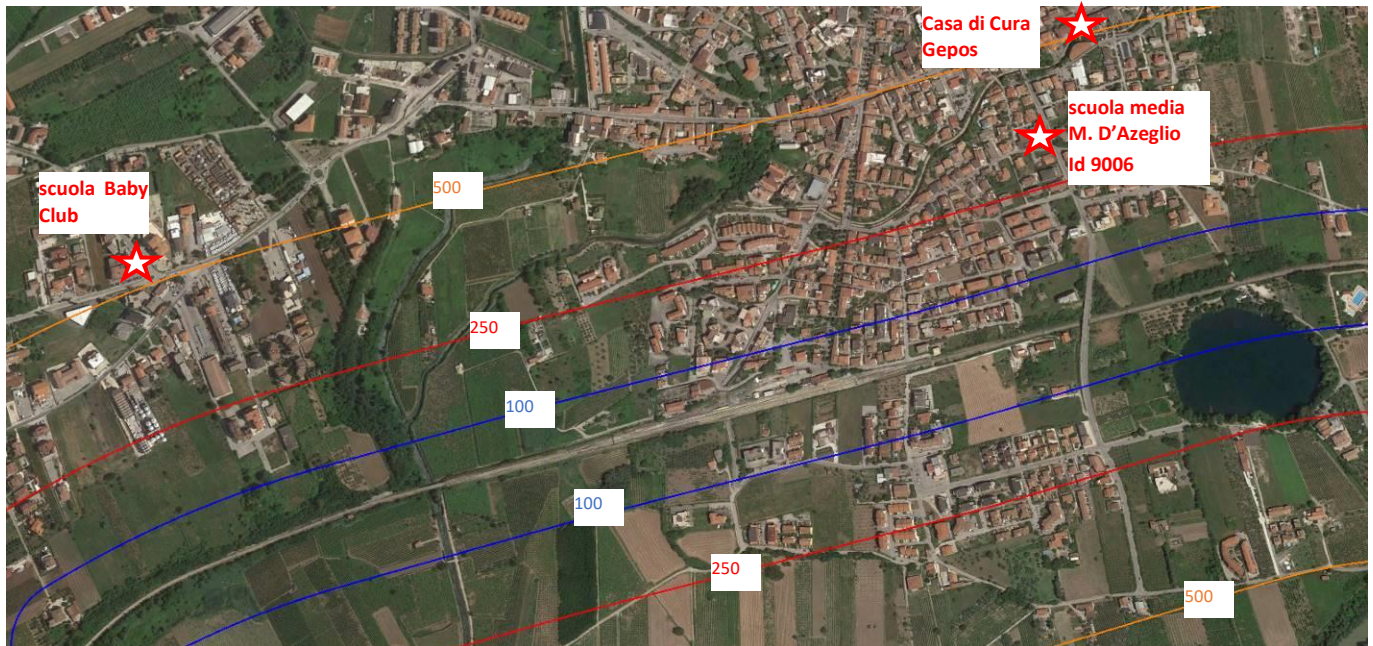 Casa di Cura
Gepos
scuola media
M. D'Azeglio
Id 9006
scuola Baby
Club
500
250
100
100
250
500